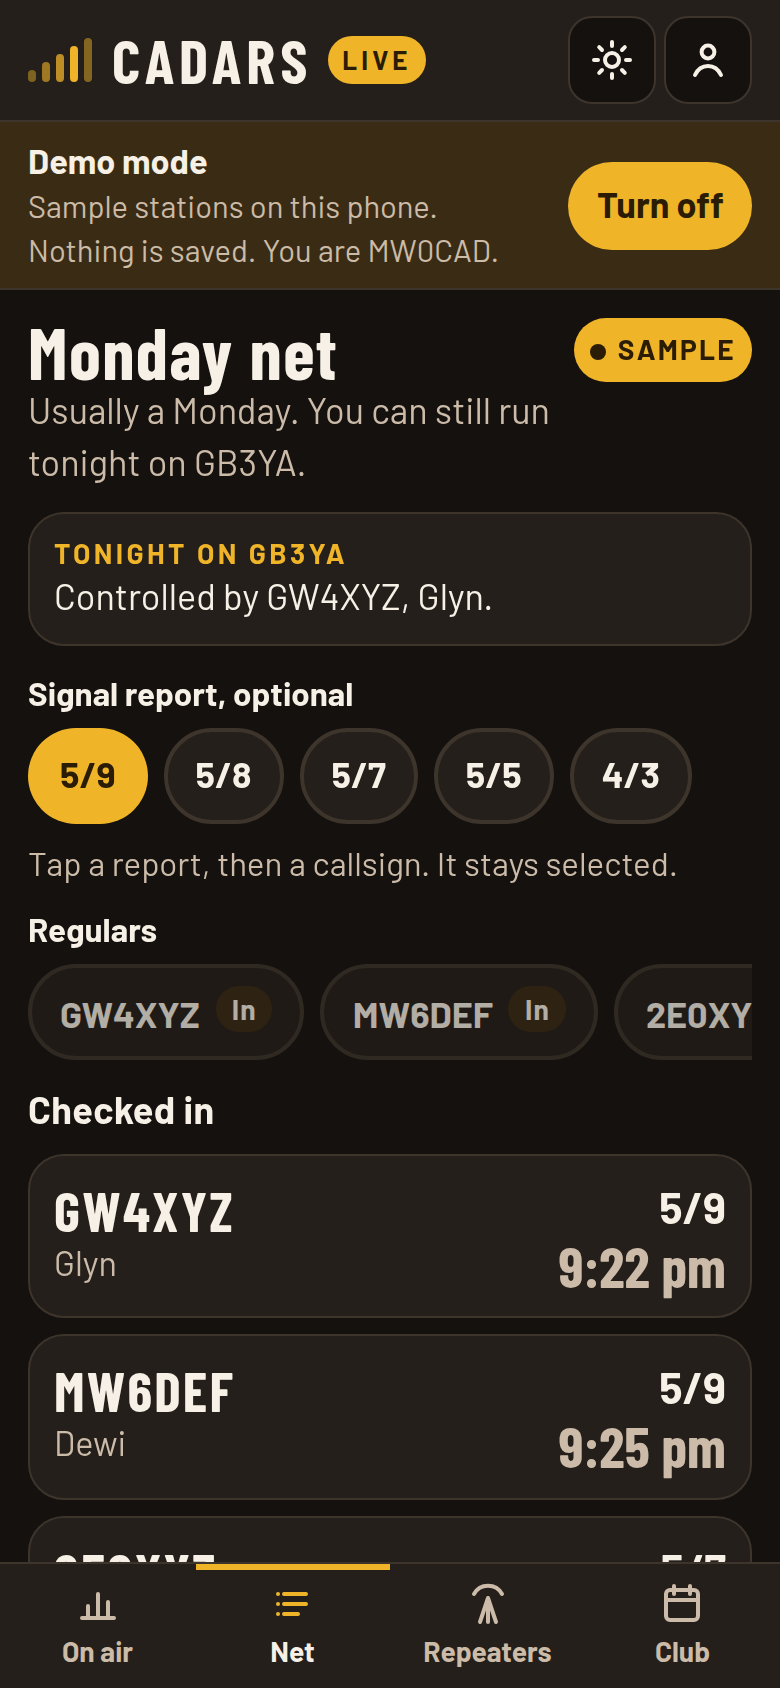 CADARS LIVE
Demo mode
Sample stations on this phone.
Nothing is saved. You are MW0CAD.
Turn off
Monday net
SAMPLE
Usually a Monday. You can still run
tonight on GB3YA.
TONIGHT ON GB3YA
Controlled by GW4XYZ, Glyn.
Signal report, optional
5/9 5/8 5/7 5/5 4/3
Tap a report, then a callsign. It stays selected.
Regulars
GW4XYZ In MW6DEF In 2E0XY
Checked in
GW4XYZ 5/9
Glyn 9:22 pm
MW6DEF 5/9
Dewi 9:25 pm
On air Net Repeaters Club